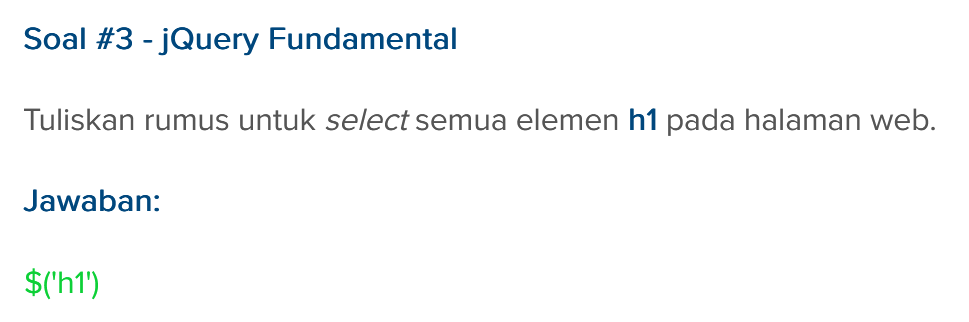 Soal #3 - jQuery Fundamental
Tuliskan rumus untuk select semua elemen h1 pada halaman web.
Jawaban:
$('h1')